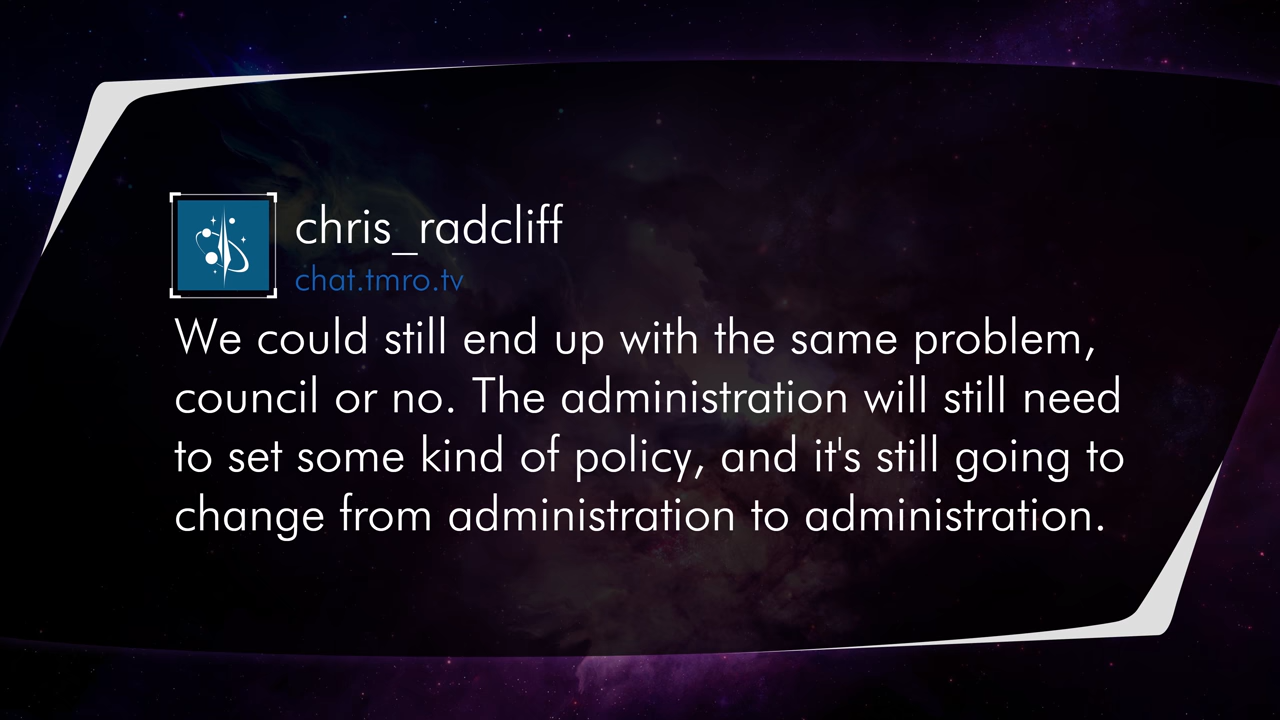 chris_radcliff
chat.tmro.tv
We could still end up with the same problem,
council or no. The administration will still need
to set some kind of policy, and it's still going to
change from administration to administration.